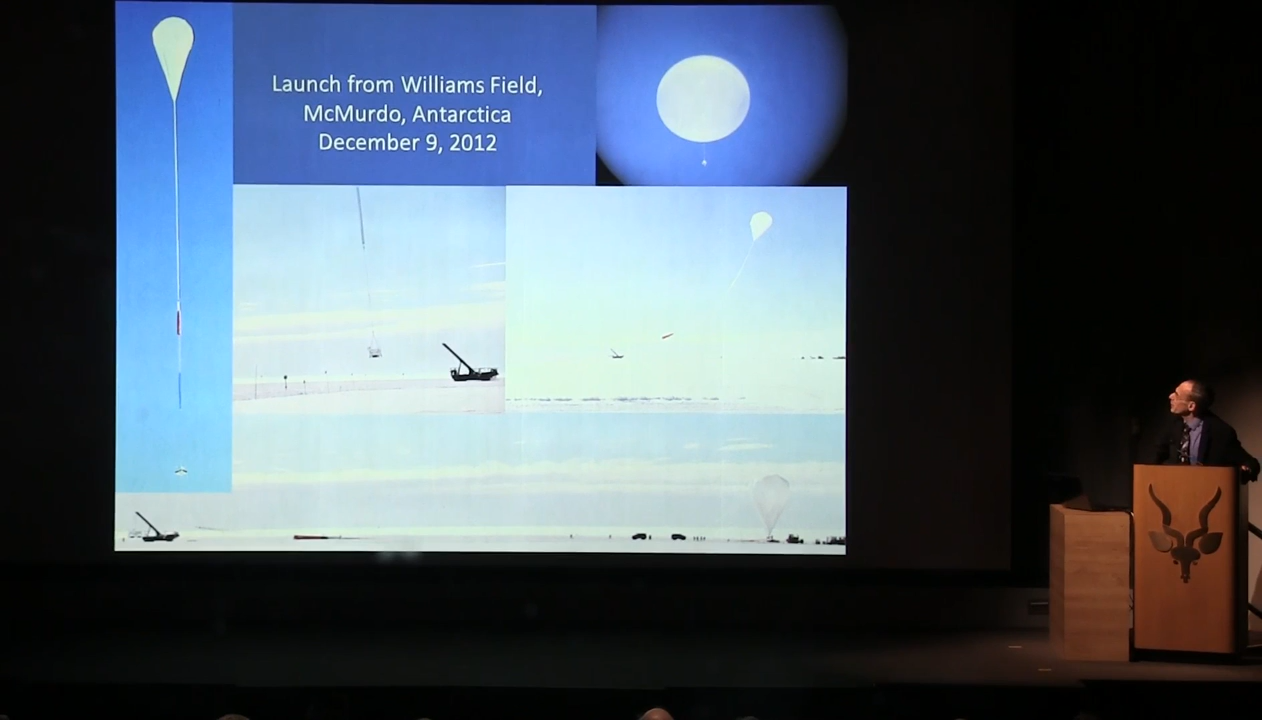 Launch from Williams Field,
McMurdo, Antarctica
December 9, 2012